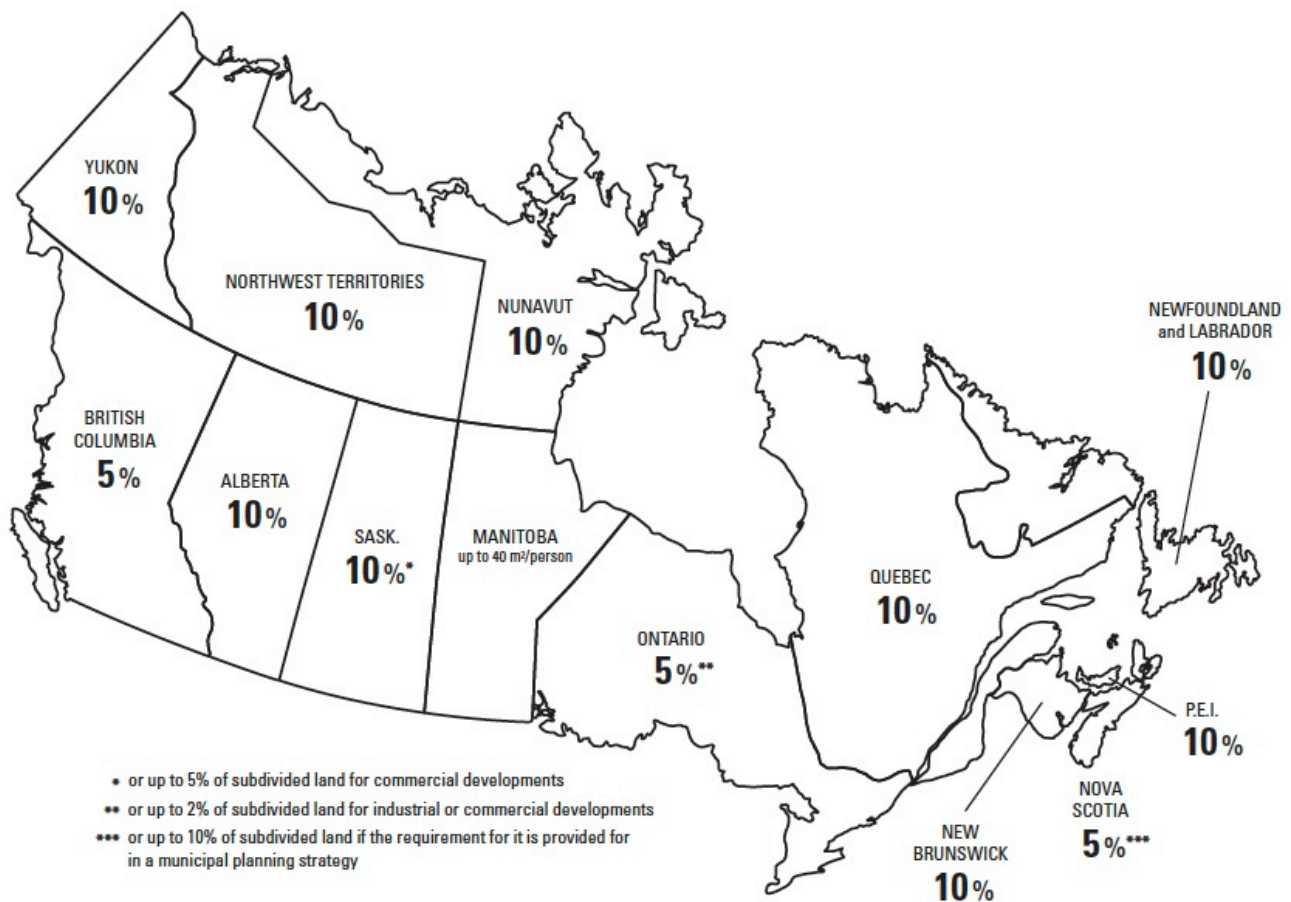 YUKON
10%
NORTHWEST TERRITORIES
10%
NUNAVUT
10%
NEWFOUNDLAND
and LABRADOR
10%
BRITISH
COLUMBIA
5%
ALBERTA
10%
SASK.
10%*
MANITOBA
up to 40 m²/person
ONTARIO
5%**
QUEBEC
10%
P.E.I.
10%
NOVA
SCOTIA
5%***
NEW
BRUNSWICK
10%
* or up to 5% of subdivided land for commercial developments
** or up to 2% of subdivided land for industrial or commercial developments
*** or up to 10% of subdivided land if the requirement for it is provided for
in a municipal planning strategy